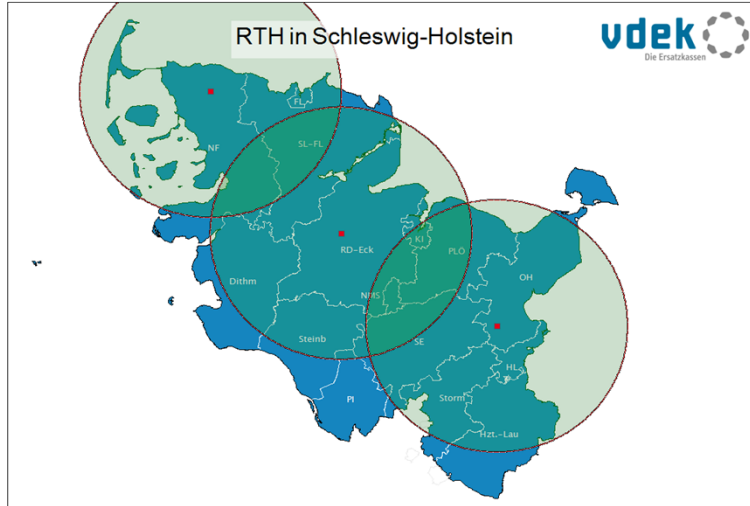 RTH in Schleswig-Holstein
vdek
Die Ersatzkassen
FL
NF
SL-FL
KI
RD-Eck
PLÖ
OH
Dithm
NMS
Steinb
SE
HL
PI
Storm
Hzt.-Lau